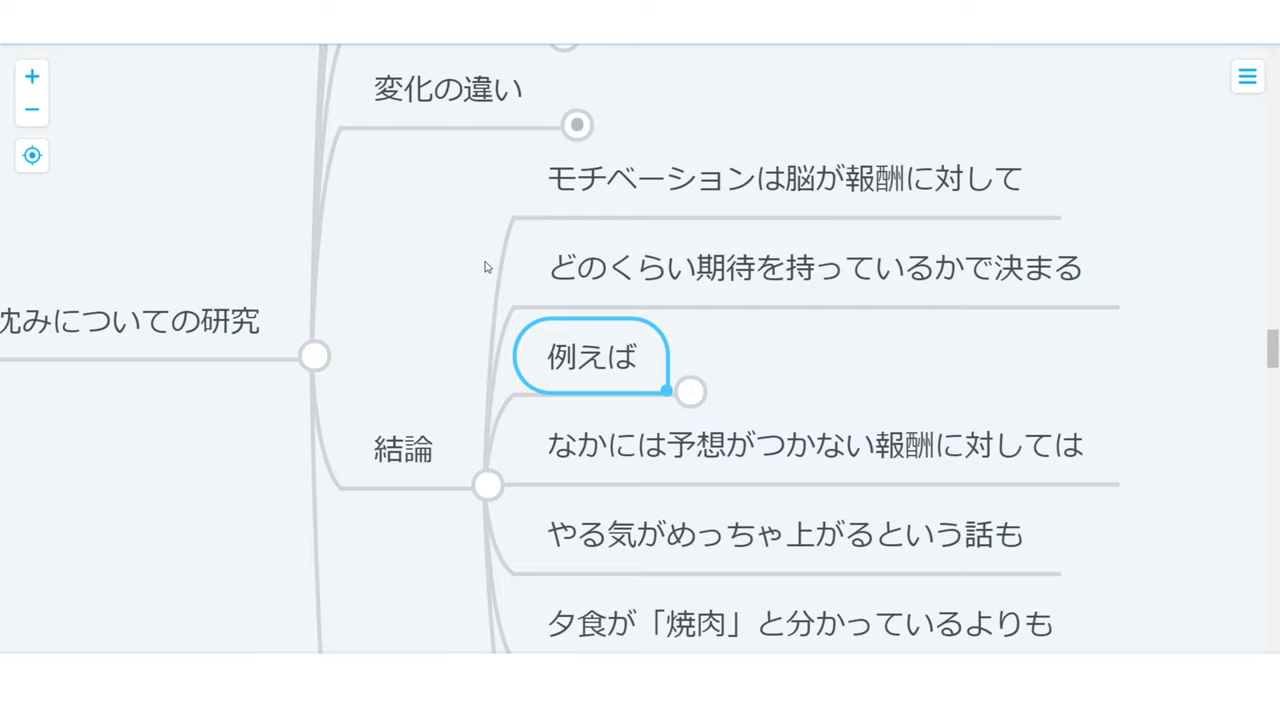 変化の違い
モチベーションは脳が報酬に対して
どのくらい期待を持っているかで決まる
沈みについての研究
例えば
結論
なかには予想がつかない報酬に対しては
やる気がめっちゃ上がるという話も
夕食が「焼肉」と分かっているよりも